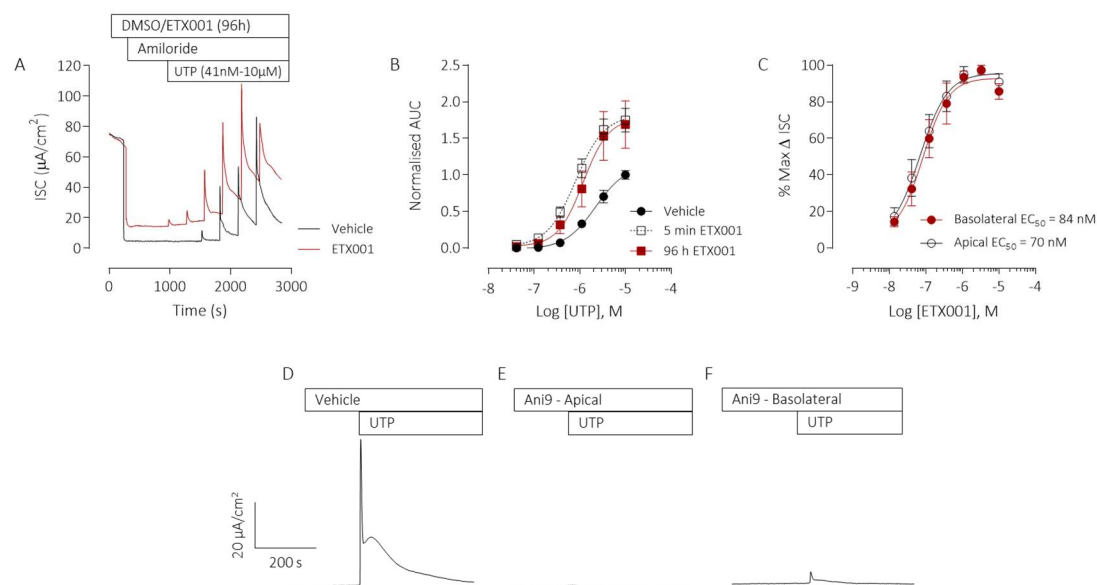 DMSO/ETX001 (96h)
Amiloride
UTP (41nM-10μM)
A
120
100
80
60
40
20
0
ISC (μA/cm²)
0
1000
2000
3000
Time (s)
Vehicle
ETX001
B
2.5
2.0
1.5
1.0
0.5
0.0
Normalised AUC
-8
-7
-6
-5
-4
Log [UTP], M
Vehicle
5 min ETX001
96 h ETX001
C
100
80
60
40
20
0
% Max Δ ISC
-9
-8
-7
-6
-5
-4
Log [ETX001], M
Basolateral EC₅₀ = 84 nM
Apical EC₅₀ = 70 nM
D
Vehicle
UTP
20 μA/cm²
200 s
E
Ani9 - Apical
UTP
F
Ani9 - Basolateral
UTP